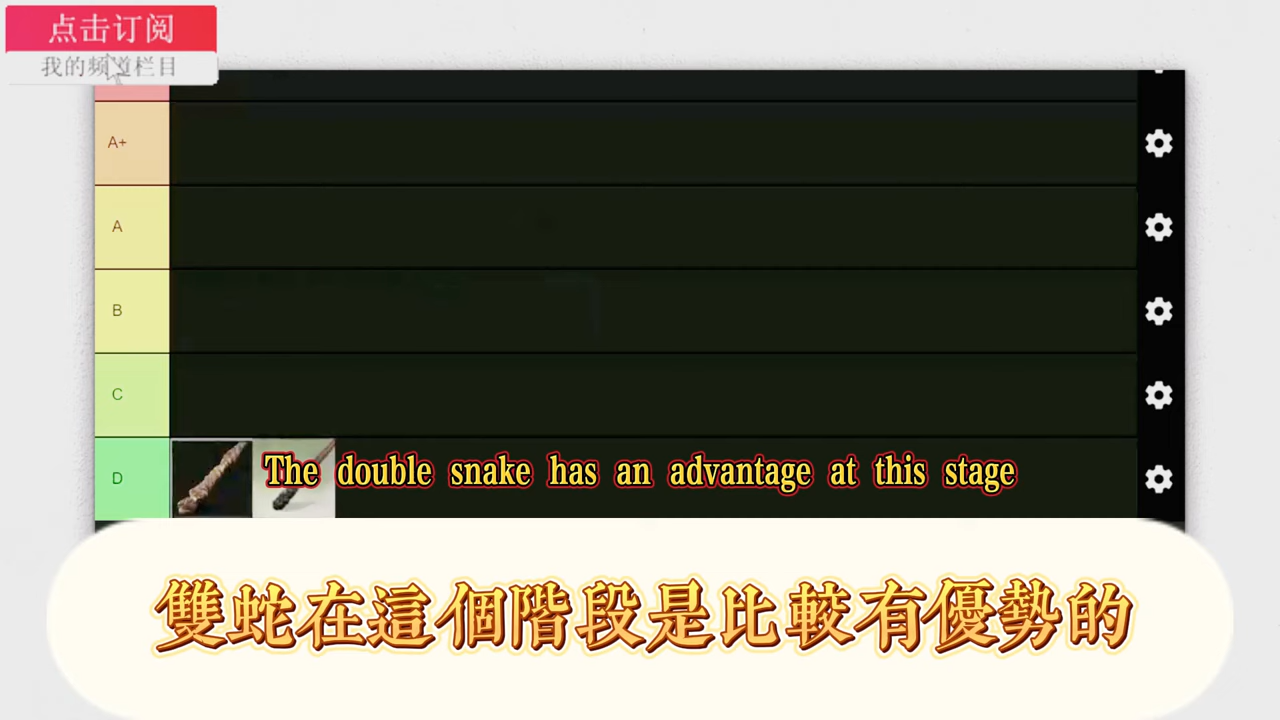 点击订阅
我的频道栏目
A+
A
B
C
D
The double snake has an advantage at this stage
雙蛇在這個階段是比較有優勢的